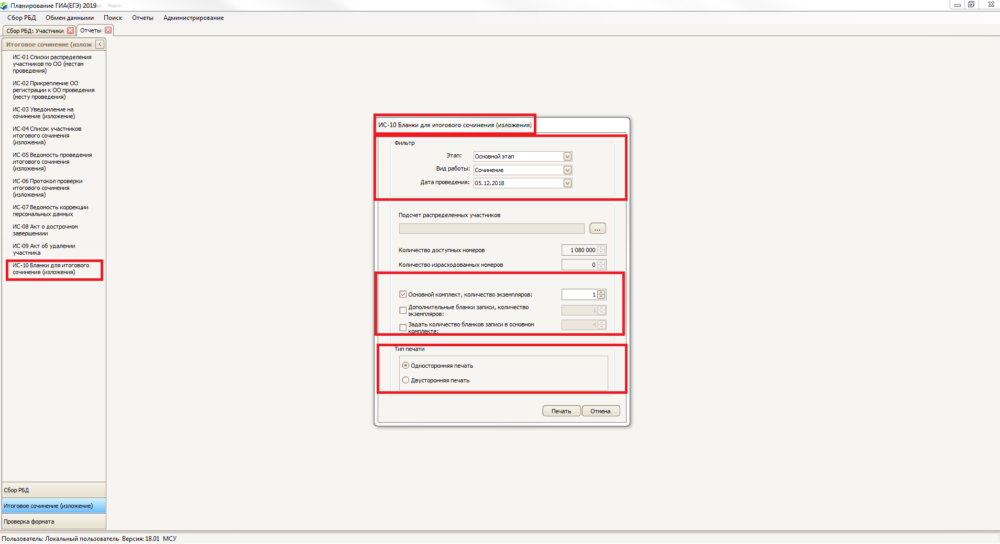 Планирование ГИА(ЕГЭ) 2019
Сбор РБД Обмен данными Поиск Отчеты Администрирование
Сбор РБД: Участники Отчеты
Итоговое сочинение (излож
ИС-01 Списки распределения
участников по ОО (местам
проведения)
ИС-02 Прикрепление ОО
регистрации к ОО проведения
(месту проведения)
ИС-03 Уведомление на
сочинение (изложение)
ИС-04 Список участников
итогового сочинения
(изложения)
ИС-05 Ведомость проведения
итогового сочинения
(изложения)
ИС-06 Протокол проверки
итогового сочинения
(изложения)
ИС-07 Ведомость коррекции
персональных данных
ИС-08 Акт о дострочном
завершениии
ИС-09 Акт об удалении
участника
ИС-10 Бланки для итогового
сочинения (изложения)
Сбор РБД
Итоговое сочинение (изложение)
Проверка формата
ИС-10 Бланки для итогового сочинения (изложения)
Фильтр
Этап: Основной этап
Вид работы: Сочинение
Дата проведения: 05.12.2018
Подсчет распределенных участников
...
Количество доступных номеров 1 080 000
Количество израсходованных номеров 0
Основной комплект, количество экземпляров: 1
Дополнительные бланки записи, количество
экземпляров: 1
Задать количество бланков записи в основном
комплекте: 4
Тип печати
Односторонняя печать
Двусторонняя печать
Печать Отмена
Пользователь: Локальный пользователь Версия: 18.01 МСУ